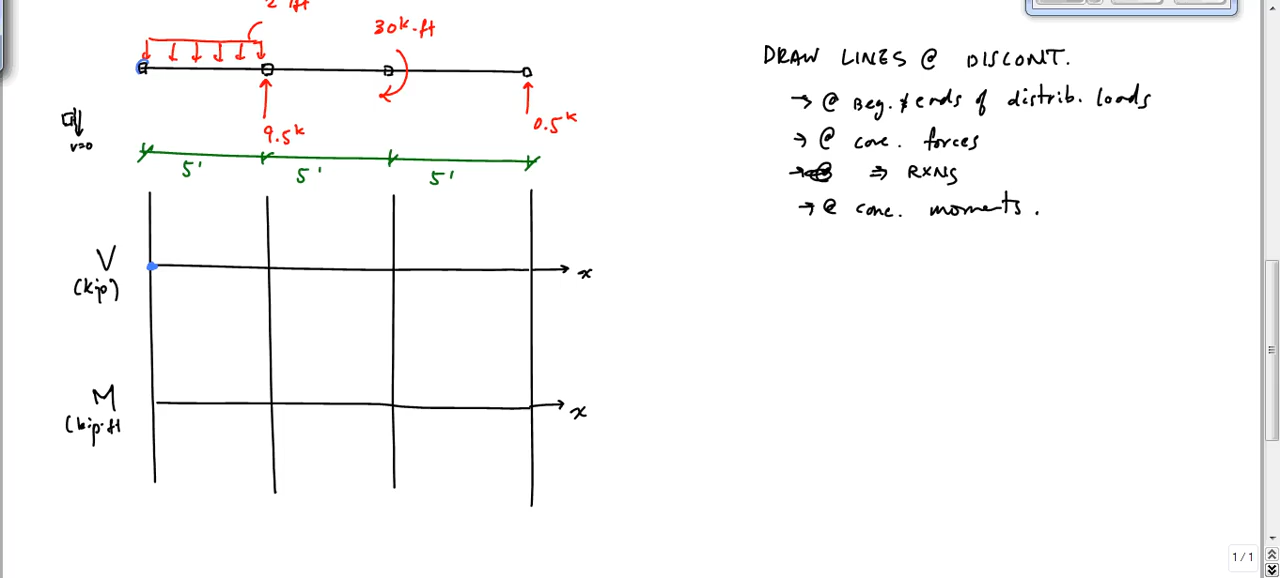 30k·ft
9.5k
0.5k
V=0
5'
5'
5'
V
(kip)
x
M
(kip·ft
x
DRAW LINES @ DISCONT.
→ @ Beg. & ends of distrib. loads
→ @ conc. forces
⇒ RXNS
→ @ conc. moments.
1 / 1